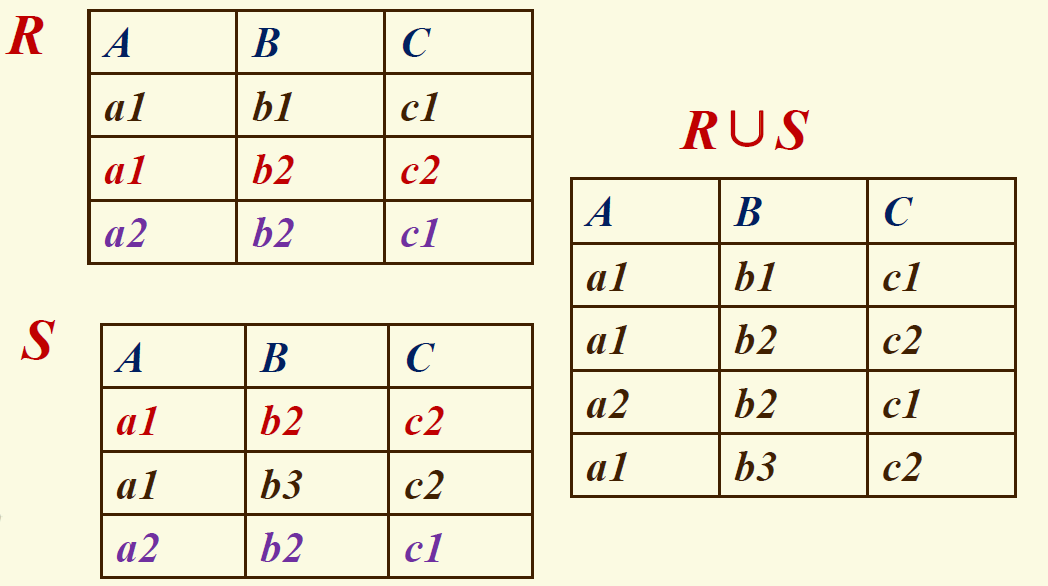 R
A B C
a1 b1 c1
a1 b2 c2
a2 b2 c1
S
A B C
a1 b2 c2
a1 b3 c2
a2 b2 c1
R∪S
A B C
a1 b1 c1
a1 b2 c2
a2 b2 c1
a1 b3 c2